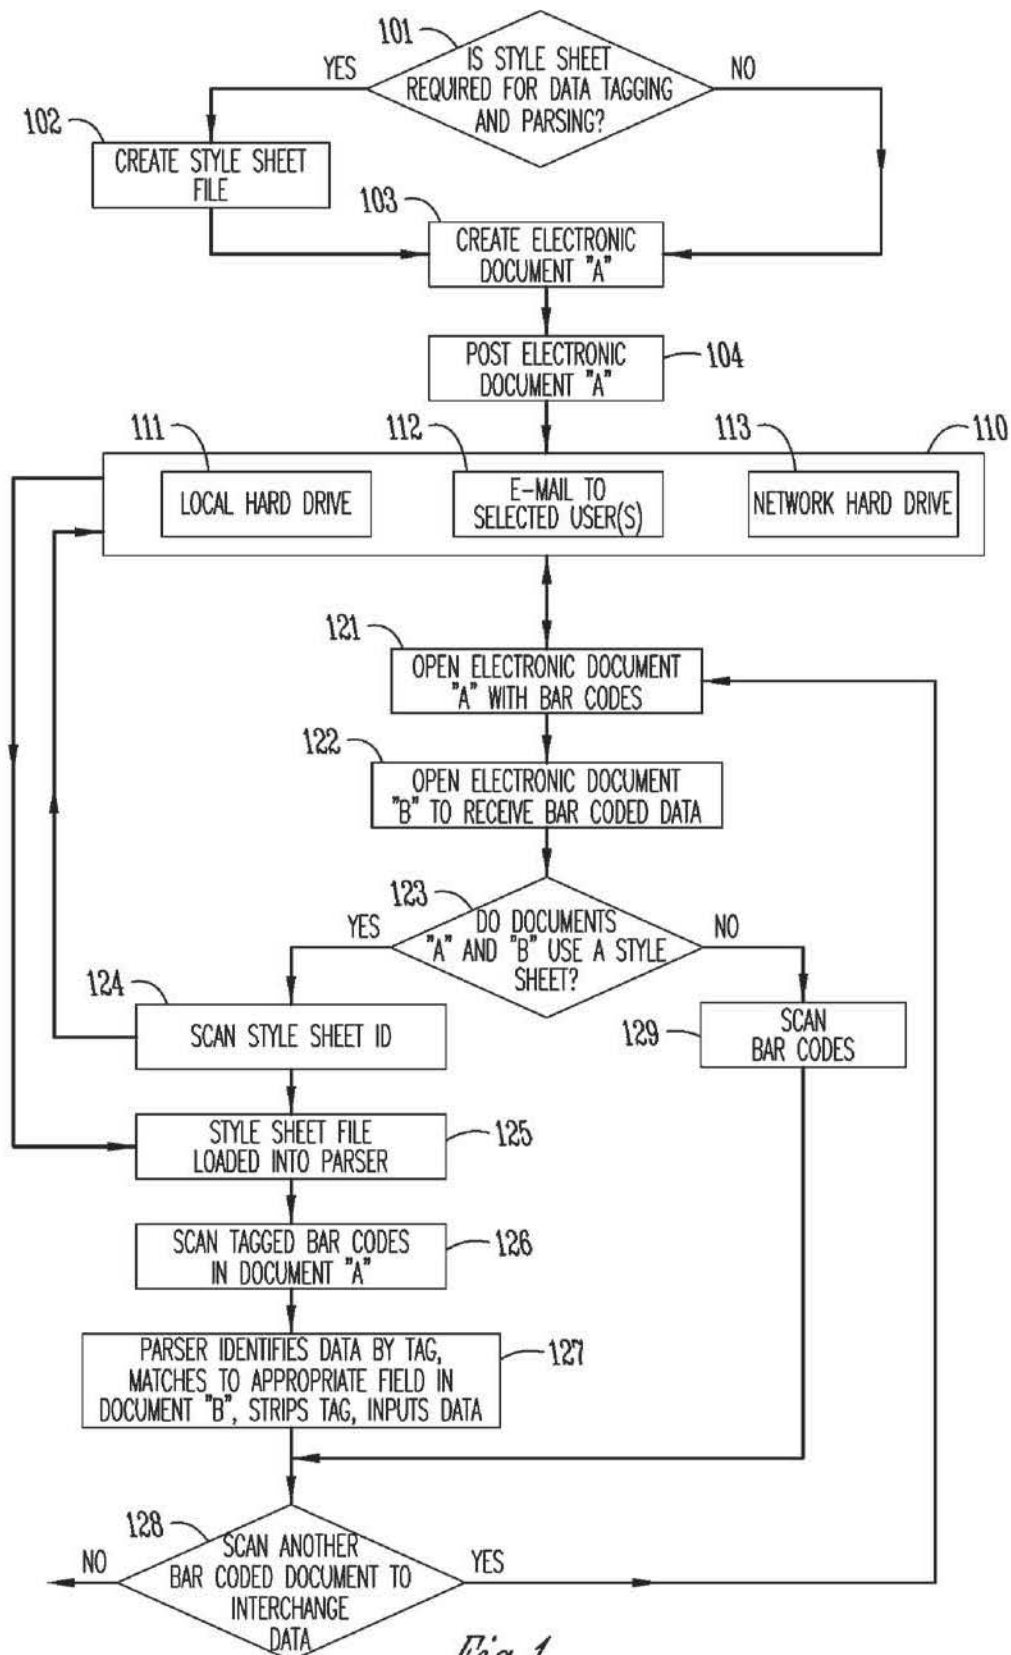 101
IS STYLE SHEET
REQUIRED FOR DATA TAGGING
AND PARSING?
YES
NO
102
CREATE STYLE SHEET
FILE
103
CREATE ELECTRONIC
DOCUMENT "A"
POST ELECTRONIC
DOCUMENT "A"
104
111
112
113
110
LOCAL HARD DRIVE
E-MAIL TO
SELECTED USER(S)
NETWORK HARD DRIVE
121
OPEN ELECTRONIC DOCUMENT
"A" WITH BAR CODES
122
OPEN ELECTRONIC DOCUMENT
"B" TO RECEIVE BAR CODED DATA
123
DO DOCUMENTS
"A" AND "B" USE A STYLE
SHEET?
YES
NO
124
SCAN STYLE SHEET ID
129
SCAN
BAR CODES
STYLE SHEET FILE
LOADED INTO PARSER
125
SCAN TAGGED BAR CODES
IN DOCUMENT "A"
126
PARSER IDENTIFIES DATA BY TAG,
MATCHES TO APPROPRIATE FIELD IN
DOCUMENT "B", STRIPS TAG, INPUTS DATA
127
128
SCAN ANOTHER
BAR CODED DOCUMENT TO
INTERCHANGE
DATA
NO
YES
Fig. 1